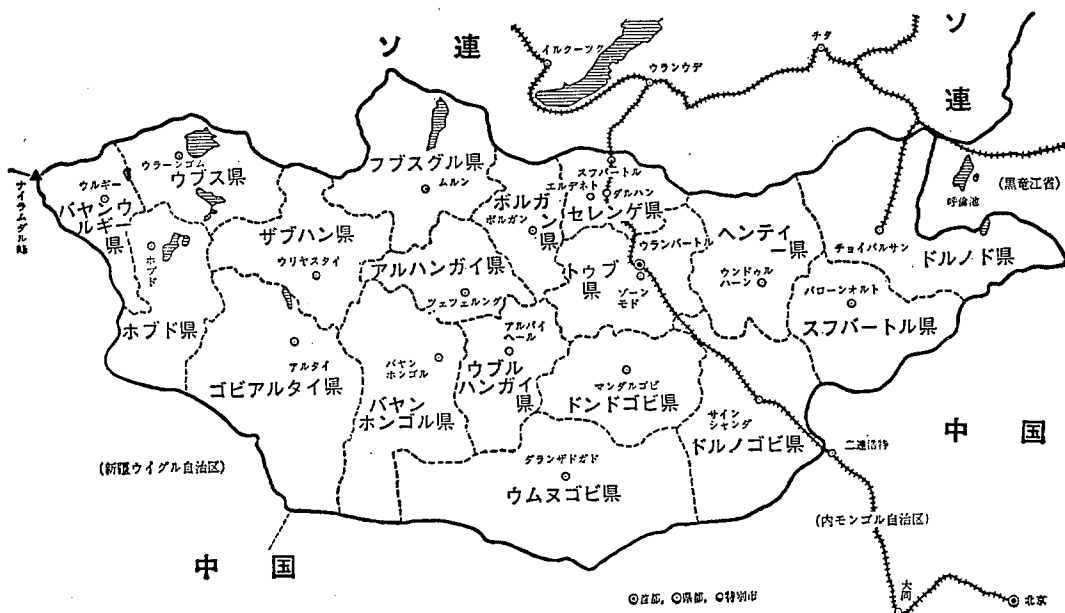 ソ連
ソ連
イルクーツク
ウランウデ
チタ
ナイラムダル
ウルギー
バヤンウルギー県
ウラーンゴム
ウブス県
ホブド
ホブド県
フブスグル県
ムルン
ザブハン県
ウリヤスタイ
アルハンガイ県
ツェツェルング
ボルガン県
ボルガン
スフバートル
エルデネト
ダルハン
セレンゲ県
ウランバートル
トゥブ県
ゾーンモド
ヘンティー県
ウンドゥルハーン
チョイバルサン
ドルノド県
(黒竜江省)
呼倫池
バローンオルト
スフバートル県
アルタイ
ゴビアルタイ県
バヤンホンゴル
バヤンホンゴル県
アルバイヘール
ウブルハンガイ県
マンダルゴビ
ドンドゴビ県
サインシャンダ
ドルノゴビ県
ダランザドガド
ウムヌゴビ県
二連浩特
中国
(新疆ウイグル自治区)
(内モンゴル自治区)
中国
大同
北京
◎首都,○県都,○特別市